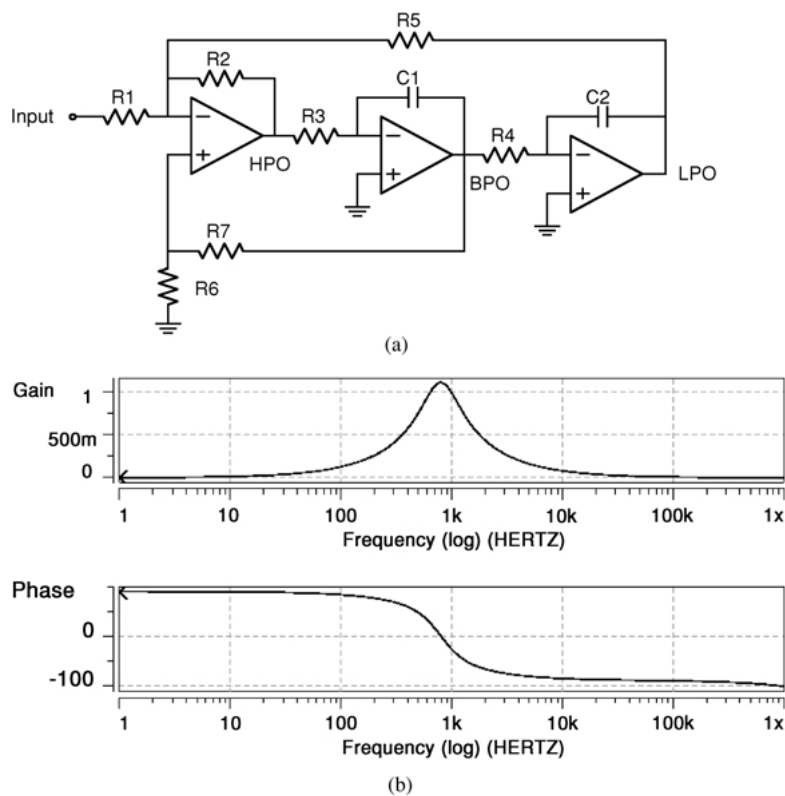 R5
R2
C1
C2
R1
R3
R4
Input
HPO
BPO
LPO
R7
R6
(a)
Gain
1
500m
0
1 10 100 1k 10k 100k 1x
Frequency (log) (HERTZ)
Phase
0
-100
1 10 100 1k 10k 100k 1x
Frequency (log) (HERTZ)
(b)